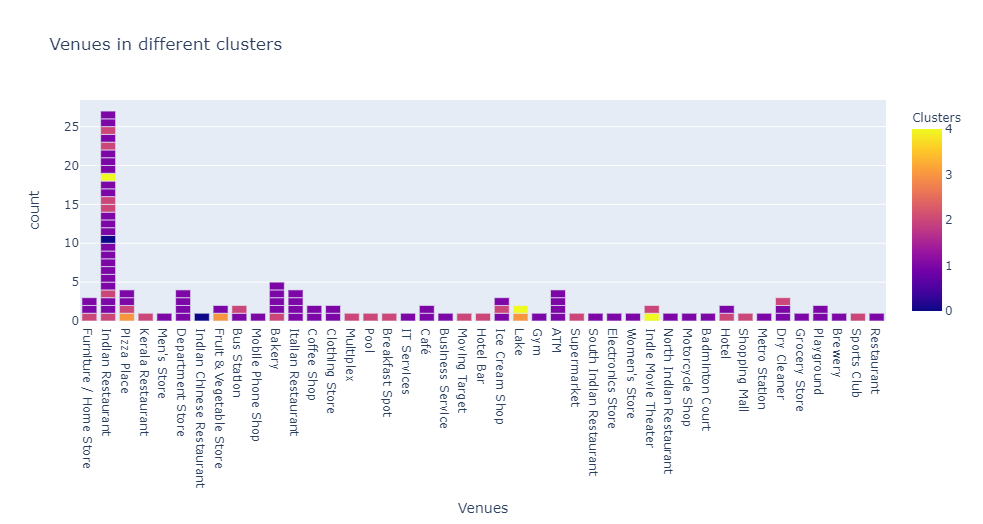 Venues in different clusters
Clusters
4
3
2
1
0
count
25
20
15
10
5
0
Furniture / Home Store
Indian Restaurant
Pizza Place
Kerala Restaurant
Men's Store
Department Store
Indian Chinese Restaurant
Fruit & Vegetable Store
Bus Station
Mobile Phone Shop
Bakery
Italian Restaurant
Coffee Shop
Clothing Store
Multiplex
Pool
Breakfast Spot
IT Services
Café
Business Service
Moving Target
Hotel Bar
Ice Cream Shop
Lake
Gym
ATM
Supermarket
South Indian Restaurant
Electronics Store
Women's Store
Indie Movie Theater
North Indian Restaurant
Motorcycle Shop
Badminton Court
Hotel
Shopping Mall
Metro Station
Dry Cleaner
Grocery Store
Playground
Brewery
Sports Club
Restaurant
Venues